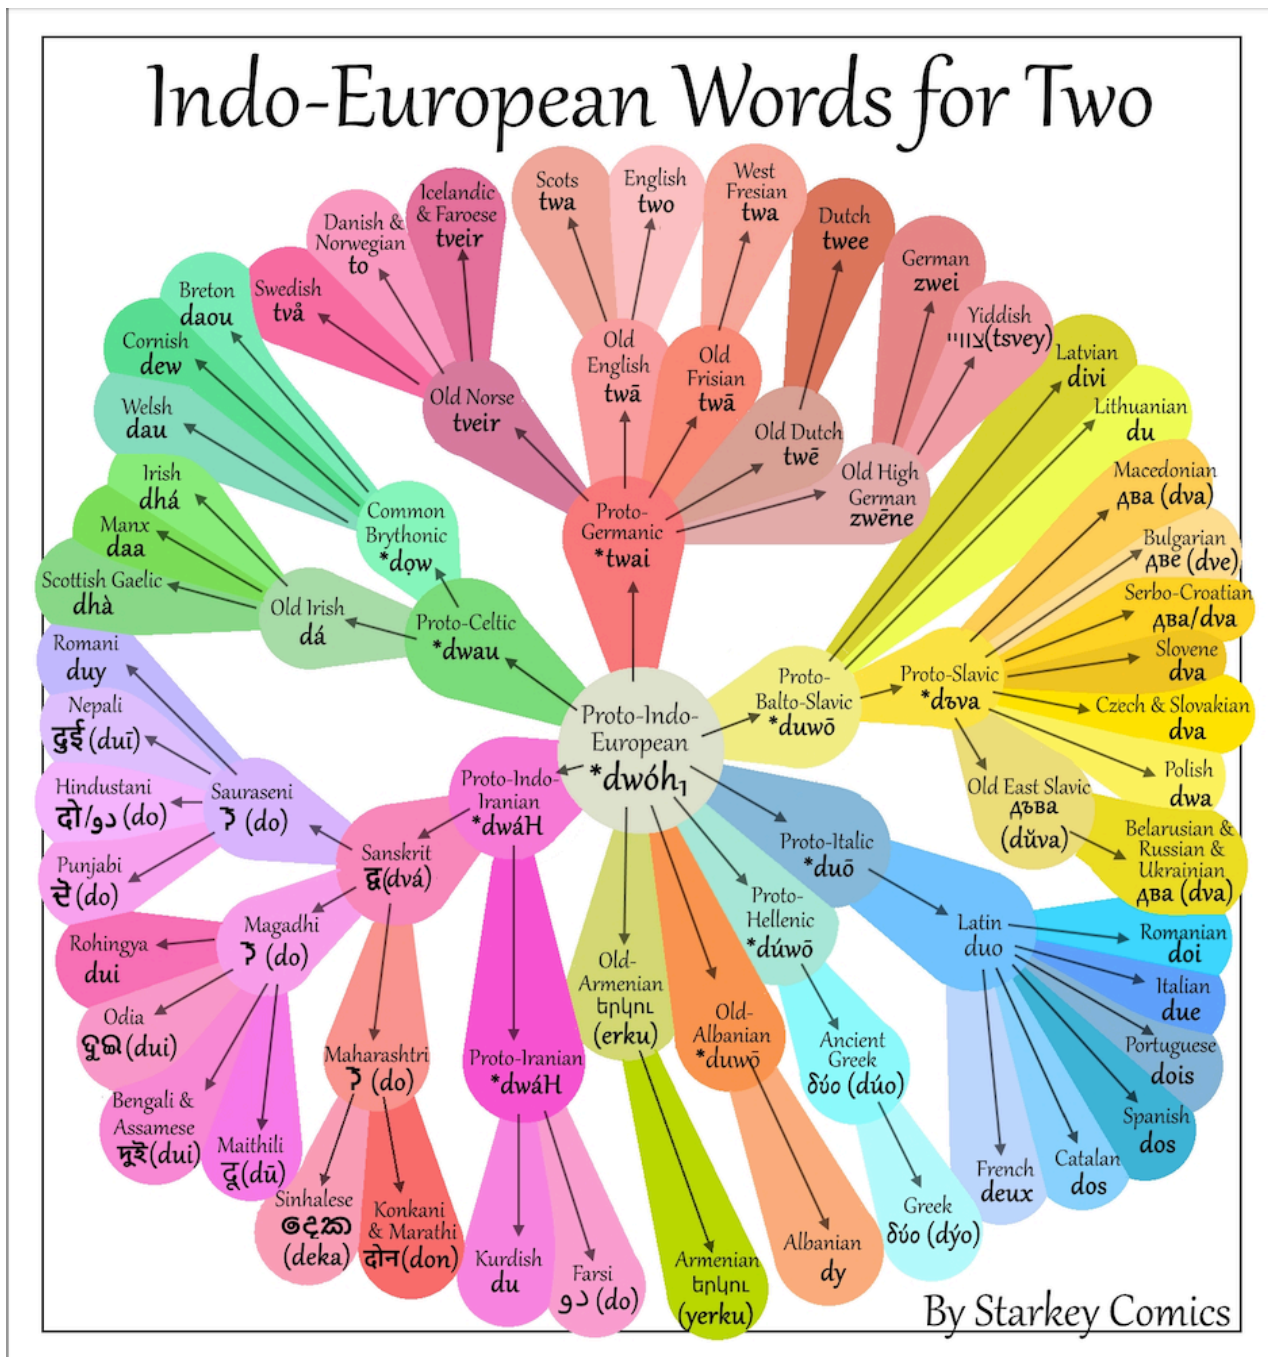 Indo-European Words for Two
Scots
twa
English
two
West
Fresian
twa
Dutch
twee
German
zwei
Yiddish
צוויי(tsvey)
Icelandic
& Faroese
tveir
Danish &
Norwegian
to
Swedish
två
Old Norse
tveir
Old
English
twā
Old
Frisian
twā
Old Dutch
twē
Old High
German
zwēne
Proto-
Germanic
*twai
Breton
daou
Cornish
dew
Welsh
dau
Common
Brythonic
*dọw
Irish
dhá
Manx
daa
Scottish Gaelic
dhà
Old Irish
dá
Proto-Celtic
*dwau
Latvian
divi
Lithuanian
du
Macedonian
два (dva)
Bulgarian
две (dve)
Serbo-Croatian
два/dva
Slovene
dva
Czech & Slovakian
dva
Polish
dwa
Belarusian &
Russian &
Ukrainian
два (dva)
Old East Slavic
дъва
(dŭva)
Proto-Slavic
*dъva
Proto-
Balto-Slavic
*duwō
Proto-Indo-
European
*dwóh₁
Proto-Indo-
Iranian
*dwáH
Sanskrit
द्व(dvá)
Sauraseni
(do)
Romani
duy
Nepali
दुई (duī)
Hindustani
दो/دو (do)
Punjabi
ਦੋ (do)
Magadhi
(do)
Rohingya
dui
Odia
ଦୁଇ (dui)
Bengali &
Assamese
দুই(dui)
Maithili
दू(dū)
Maharashtri
(do)
Sinhalese
දෙක
(deka)
Konkani
& Marathi
दोन(don)
Proto-Iranian
*dwáH
Kurdish
du
Farsi
دو (do)
Old-
Armenian
երկու
(erku)
Armenian
երկու
(yerku)
Old-
Albanian
*duwō
Albanian
dy
Proto-
Hellenic
*dúwō
Ancient
Greek
δύο (dúo)
Greek
δύο (dýo)
Proto-Italic
*duō
Latin
duo
Romanian
doi
Italian
due
Portuguese
dois
Spanish
dos
Catalan
dos
French
deux
By Starkey Comics